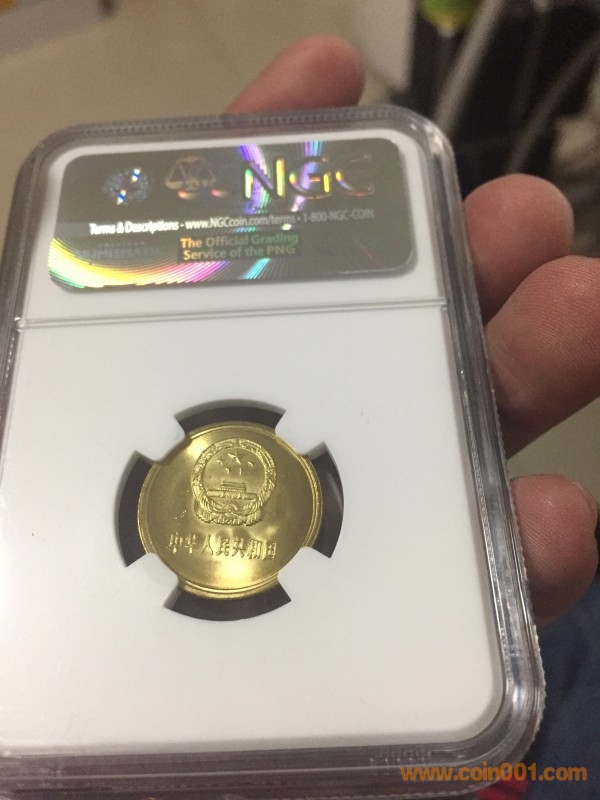 NGC
Terms & Descriptions - www.NGCcoin.com/terms • 1-800-NGC-COIN
The Official Grading
Service of the PNG
中华人民共和国
www.coin001.com